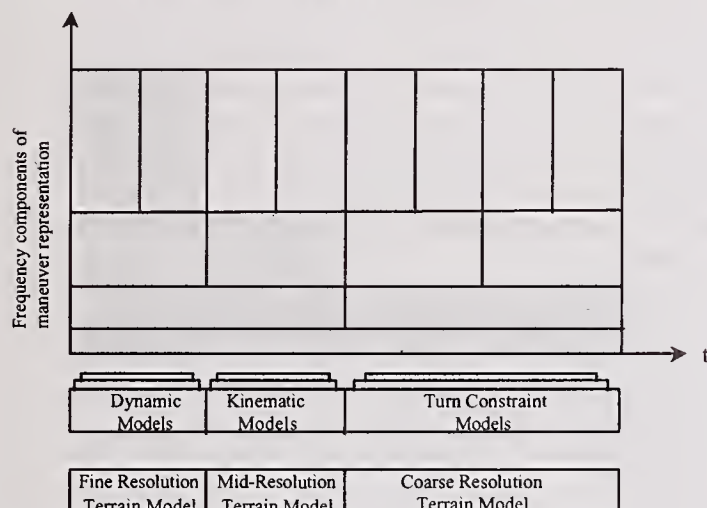 Frequency components of
maneuver representation
t
Dynamic Kinematic Turn Constraint
Models Models Models
Fine Resolution Mid-Resolution Coarse Resolution
Terrain Model Terrain Model Terrain Model